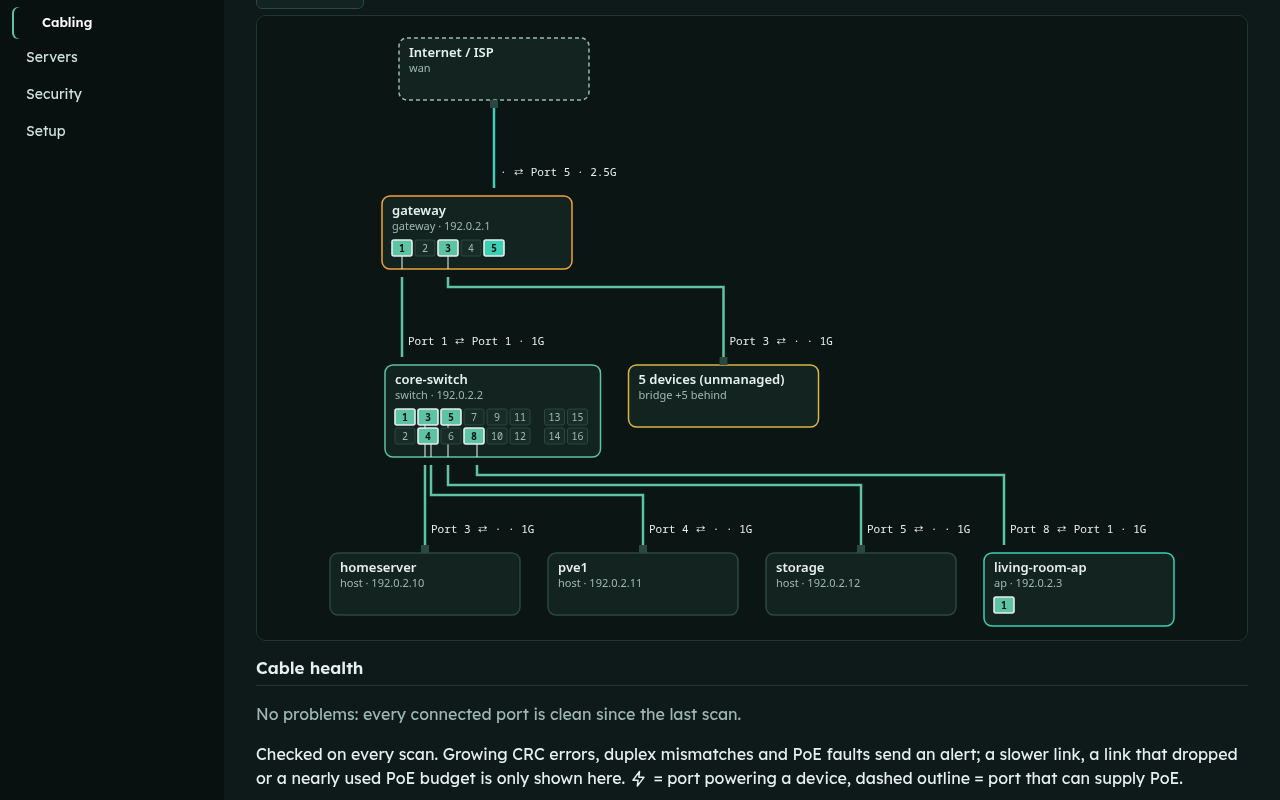 Cabling
Servers
Security
Setup
Internet / ISP
wan
· ⇄ Port 5 · 2.5G
gateway
gateway · 192.0.2.1
1 2 3 4 5
Port 1 ⇄ Port 1 · 1G
Port 3 ⇄ · · 1G
core-switch
switch · 192.0.2.2
1 3 5 7 9 11 13 15
2 4 6 8 10 12 14 16
5 devices (unmanaged)
bridge +5 behind
Port 3 ⇄ · · 1G
Port 4 ⇄ · · 1G
Port 5 ⇄ · · 1G
Port 8 ⇄ Port 1 · 1G
homeserver
host · 192.0.2.10
pve1
host · 192.0.2.11
storage
host · 192.0.2.12
living-room-ap
ap · 192.0.2.3
1
Cable health
No problems: every connected port is clean since the last scan.
Checked on every scan. Growing CRC errors, duplex mismatches and PoE faults send an alert; a slower link, a link that dropped
or a nearly used PoE budget is only shown here. = port powering a device, dashed outline = port that can supply PoE.